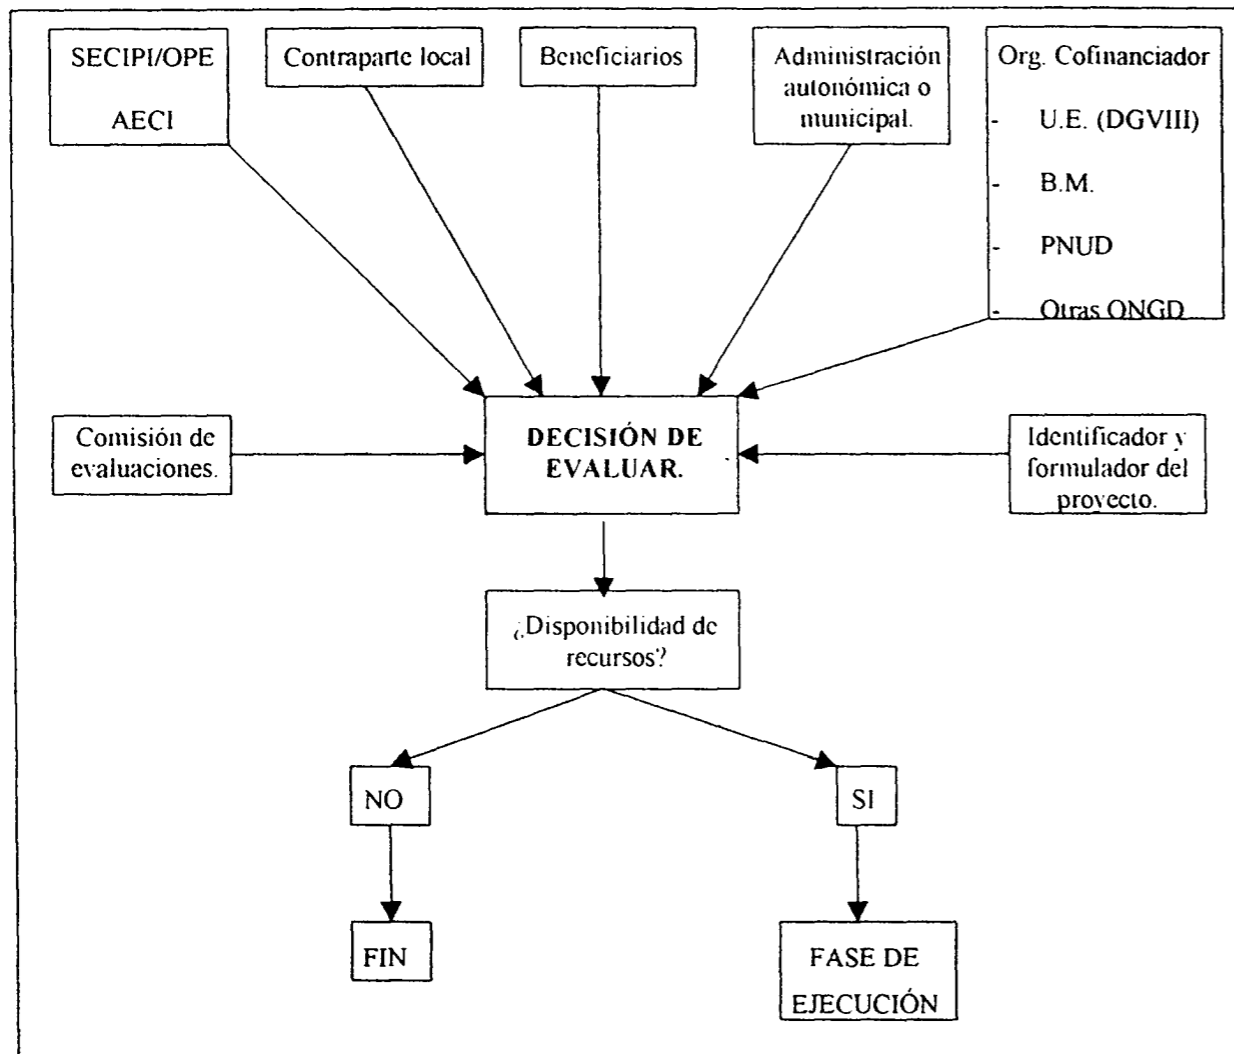 SECIPI/OPE
AECI
Contraparte local
Beneficiarios
Administración
autonómica o
municipal.
Org. Cofinanciador
- U.E. (DGVIII)
- B.M.
- PNUD
- Otras ONGD
Comisión de
evaluaciones.
DECISIÓN DE
EVALUAR.
Identificador y
formulador del
proyecto.
¿Disponibilidad de
recursos?
NO
SI
FIN
FASE DE
EJECUCIÓN